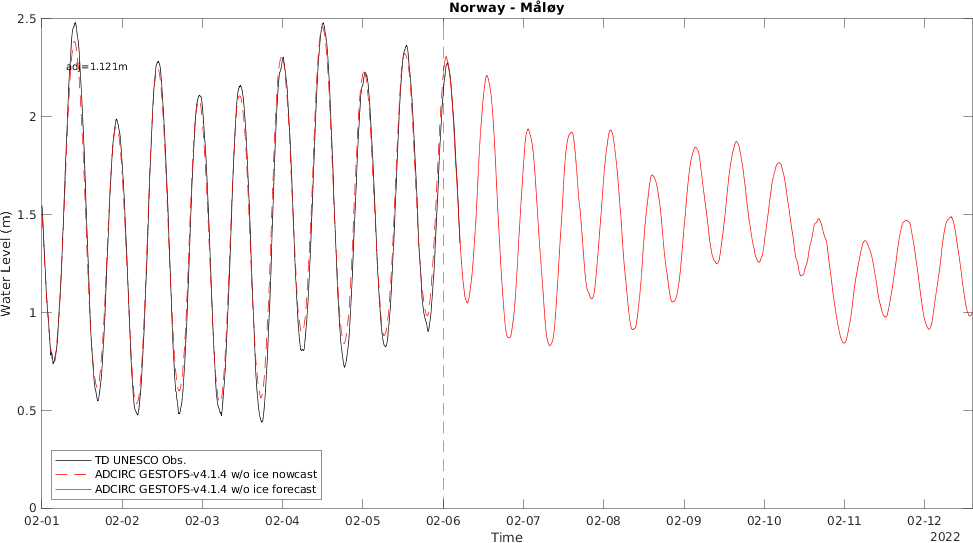 Norway - Måløy
2.5
2
1.5
1
0.5
0
Water Level (m)
adj=1.121m
TD UNESCO Obs.
ADCIRC GESTOFS-v4.1.4 w/o ice nowcast
ADCIRC GESTOFS-v4.1.4 w/o ice forecast
02-01 02-02 02-03 02-04 02-05 02-06 02-07 02-08 02-09 02-10 02-11 02-12
Time
2022